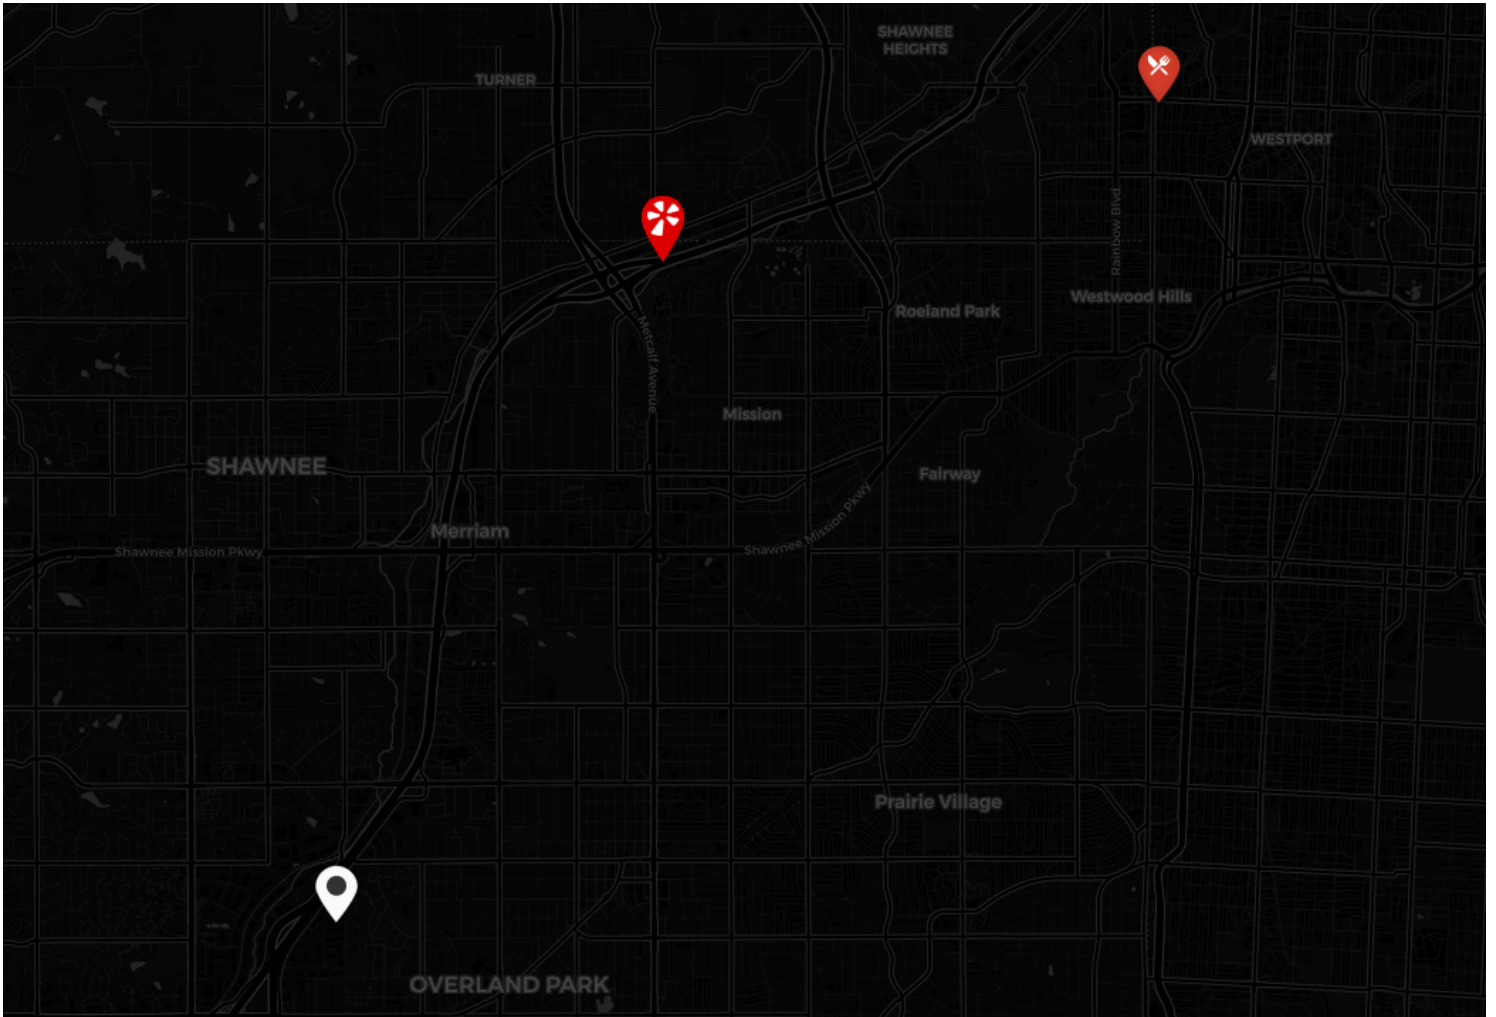 SHAWNEE
HEIGHTS
TURNER
WESTPORT
Rainbow Blvd
Westwood Hills
Roeland Park
Metcalf Avenue
Mission
SHAWNEE
Fairway
Shawnee Mission Pkwy
Merriam
Shawnee Mission Pkwy
Prairie Village
OVERLAND PARK